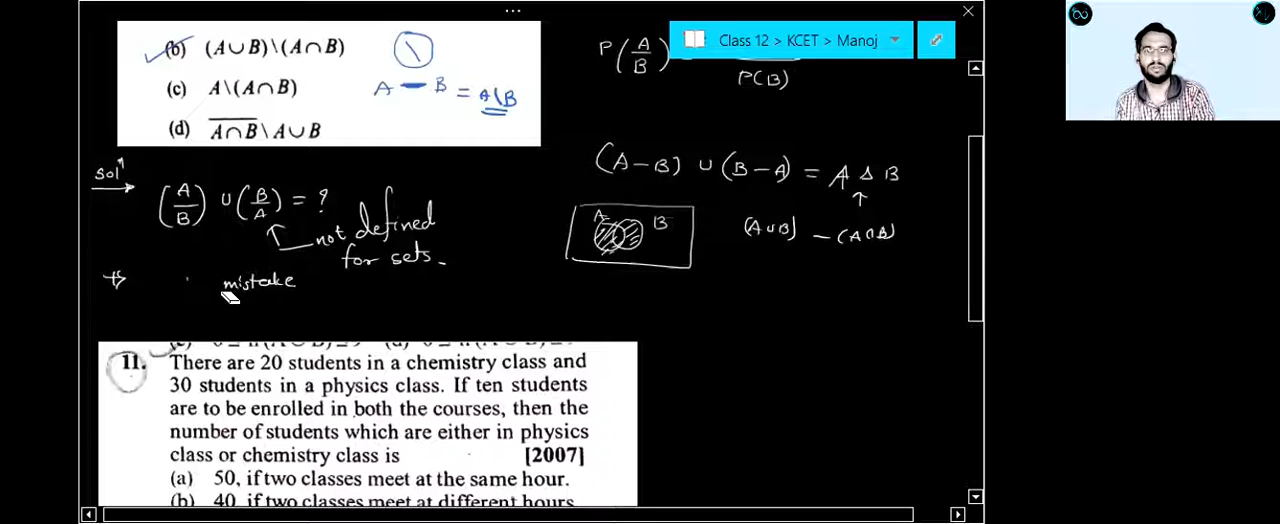 ...
(b) (A∪B)\(A∩B)
(c) A\(A∩B)
(d) \overline{A∩B}\A∪B
\
A — B = A\B
P(A/B)
P(B)
Class 12 > KCET > Manoj
Sol^n
(A/B) ∪ (B/A) = ?
not defined
for sets.
mistake
(A−B) ∪ (B−A) = A Δ B
A B
(A∪B) − (A∩B)
11. There are 20 students in a chemistry class and
30 students in a physics class. If ten students
are to be enrolled in both the courses, then the
number of students which are either in physics
class or chemistry class is [2007]
(a) 50, if two classes meet at the same hour.
(b) 40, if two classes meet at different hours